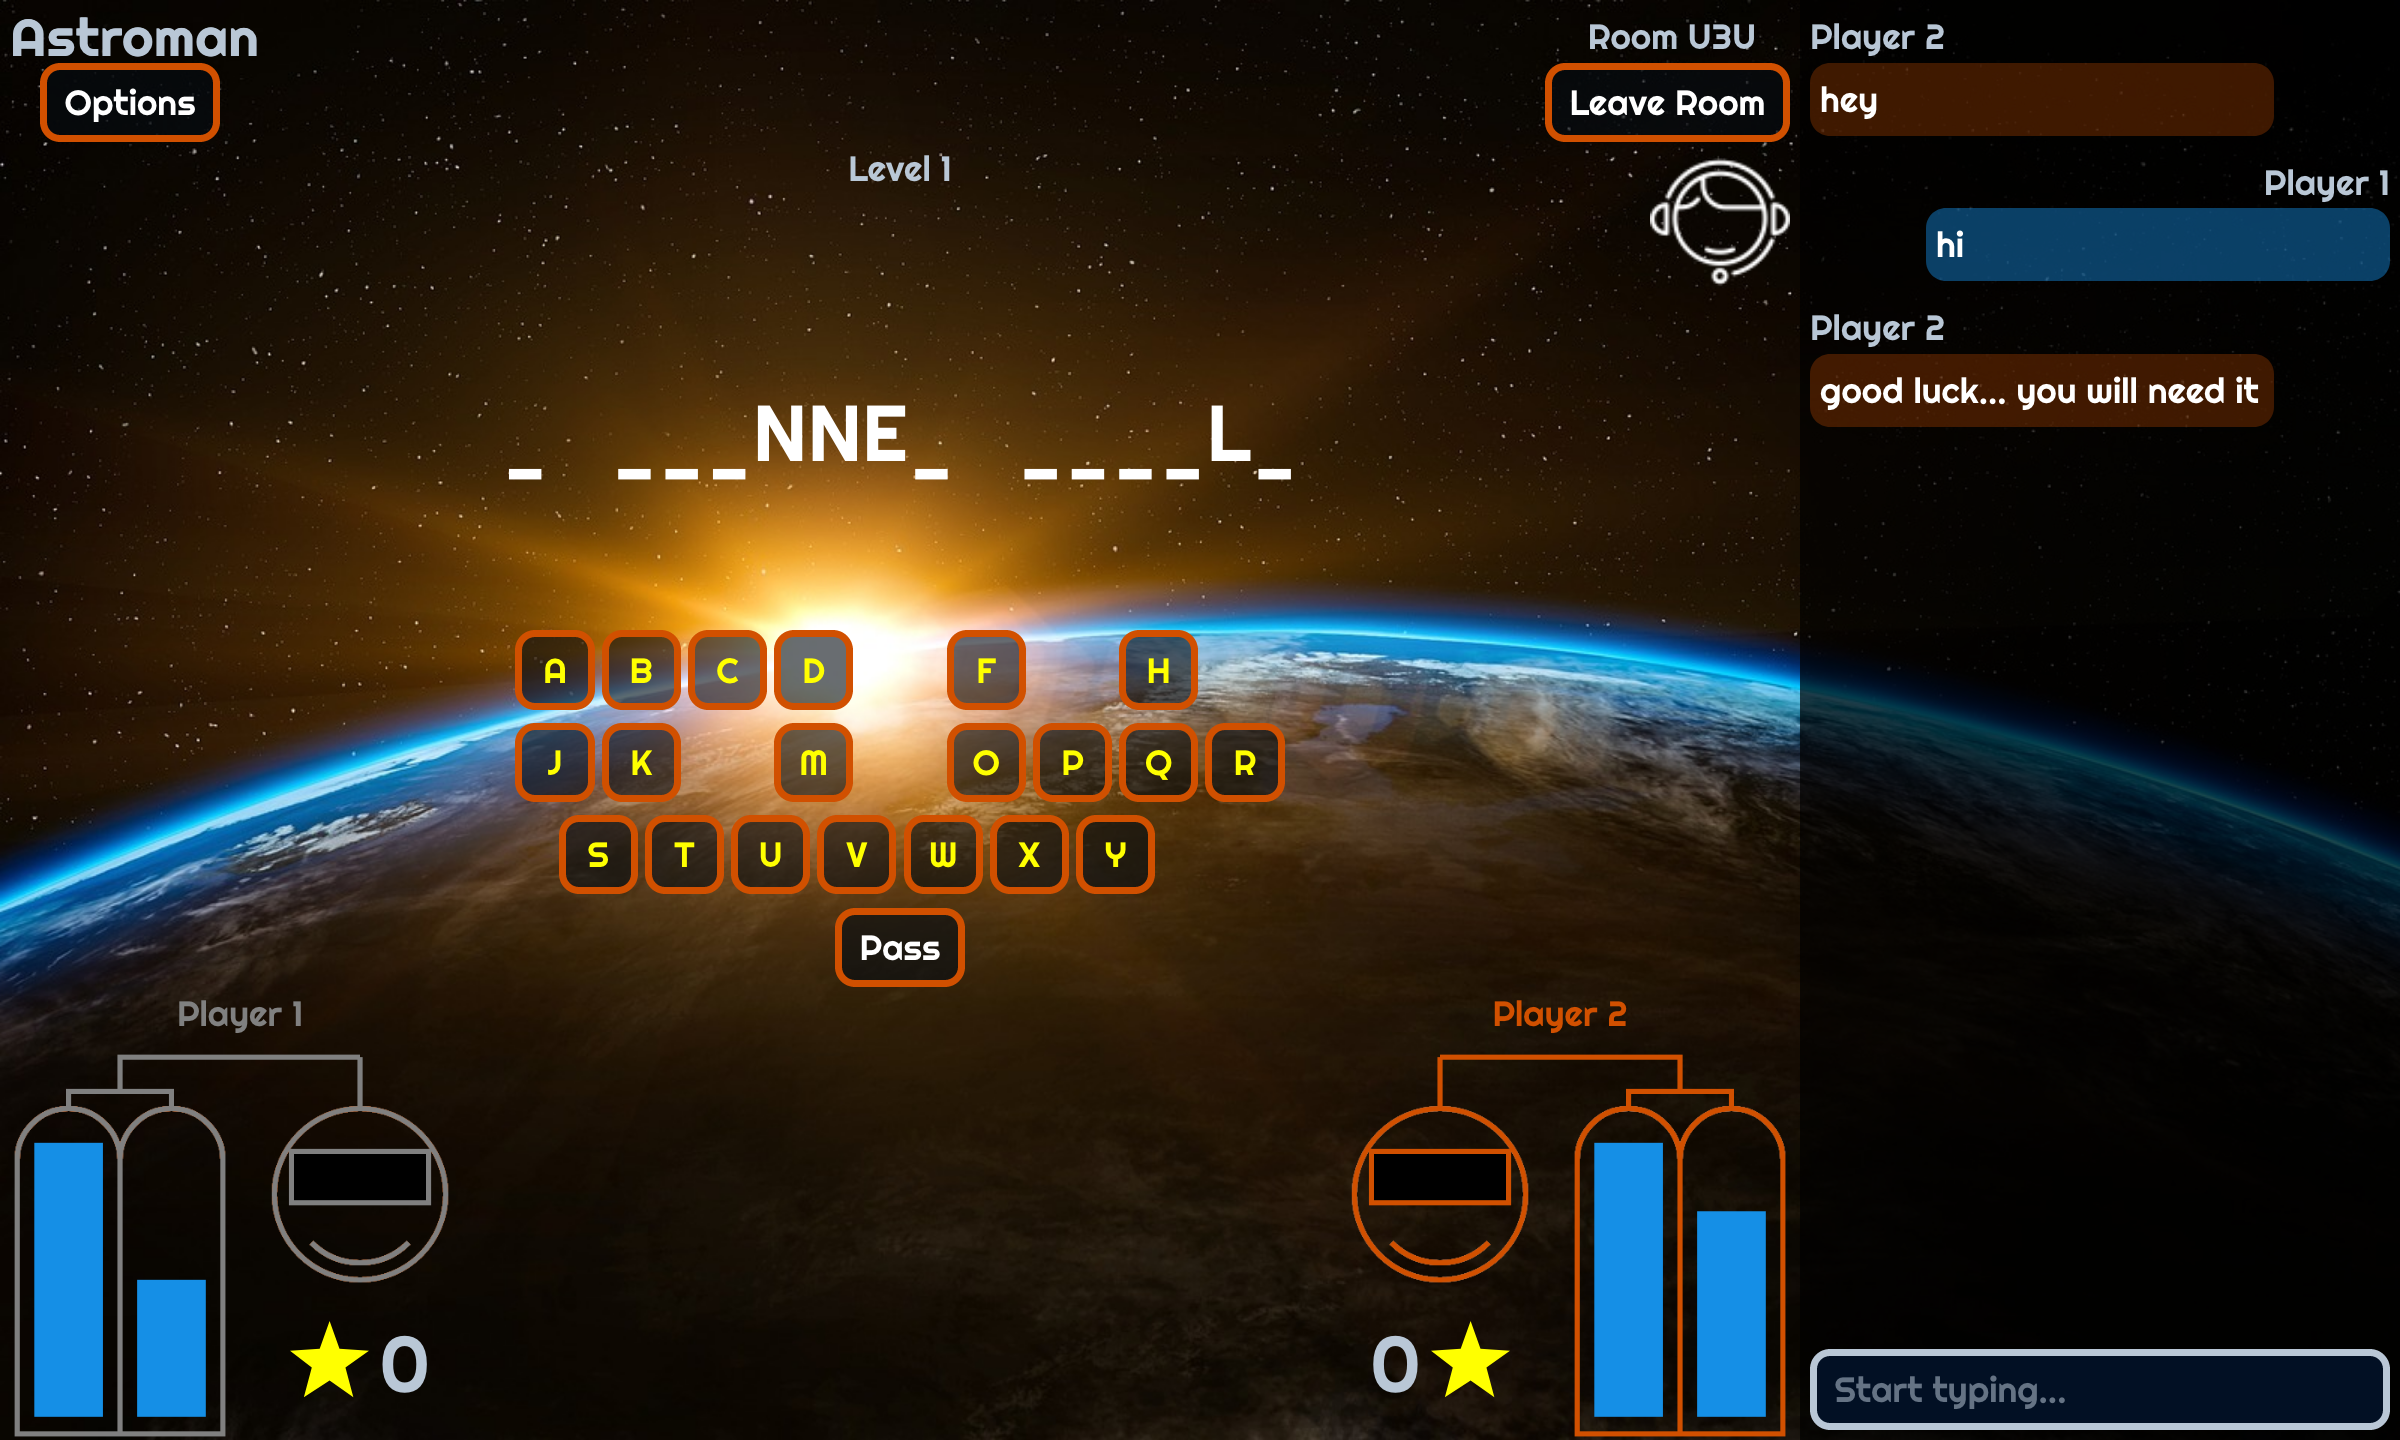 Astroman
Options
Room U3U
Leave Room
Level 1
_ ___NNE_ ____L_
A B C D F H
J K M O P Q R
S T U V W X Y
Pass
Player 1
0
Player 2
0
Player 2
hey
Player 1
hi
Player 2
good luck... you will need it
Start typing...